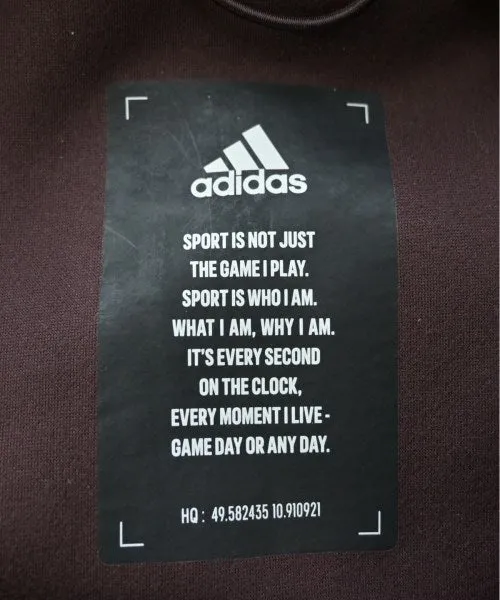 adidas
SPORT IS NOT JUST
THE GAME I PLAY.
SPORT IS WHO I AM.
WHAT I AM, WHY I AM.
IT'S EVERY SECOND
ON THE CLOCK,
EVERY MOMENT I LIVE -
GAME DAY OR ANY DAY.
HQ : 49.582435 10.910921